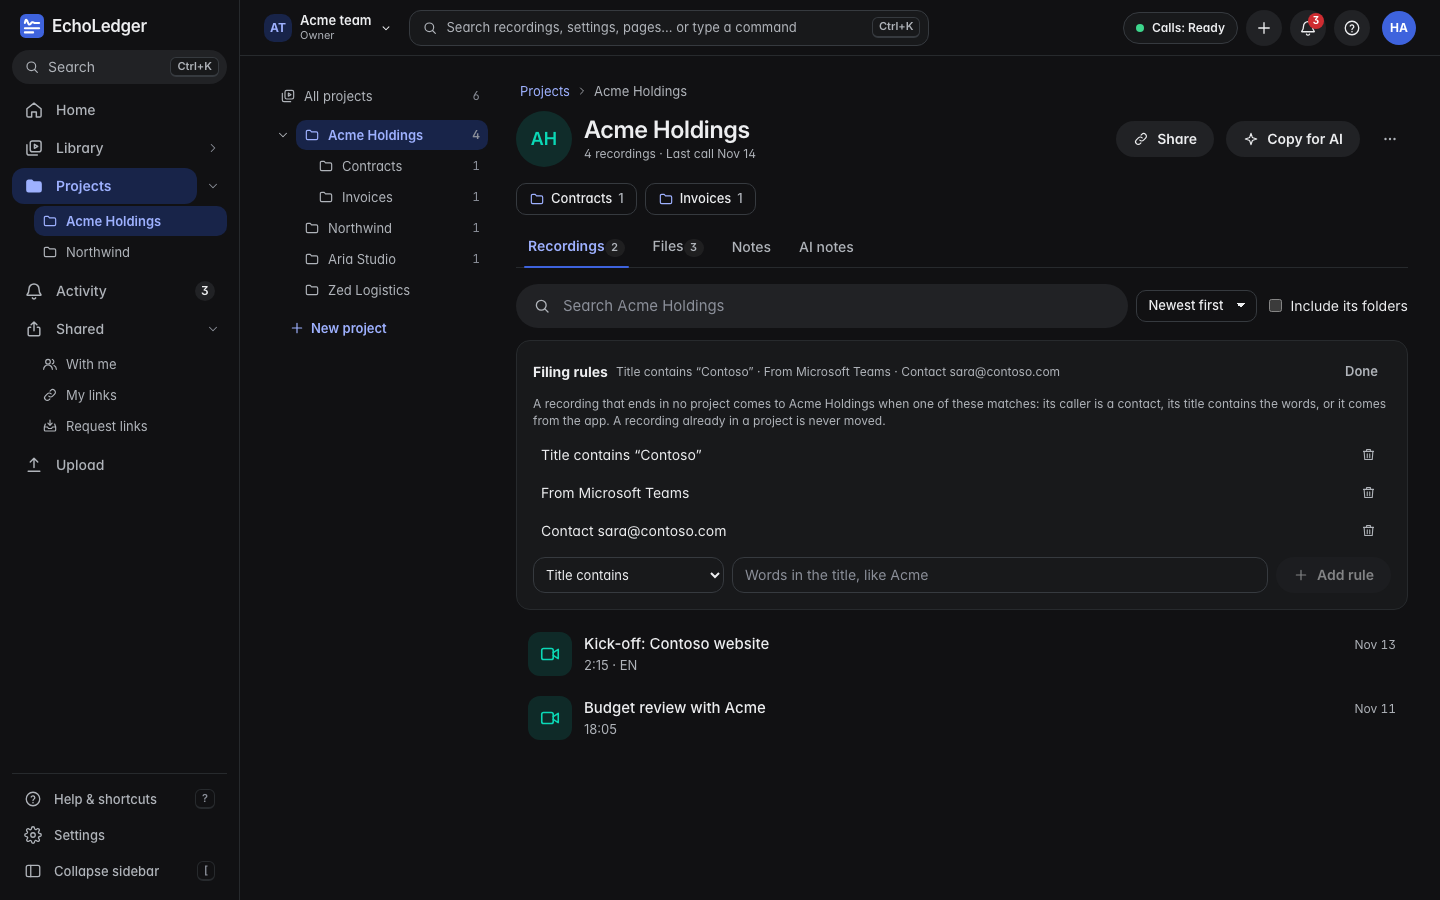 EchoLedger
Search Ctrl+K
Home
Library
Projects
Acme Holdings
Northwind
Activity 3
Shared
With me
My links
Request links
Upload
Help & shortcuts ?
Settings
Collapse sidebar [
AT Acme team
Owner
Search recordings, settings, pages... or type a command Ctrl+K
Calls: Ready
3
HA
All projects 6
Acme Holdings 4
Contracts 1
Invoices 1
Northwind 1
Aria Studio 1
Zed Logistics
New project
Projects Acme Holdings
AH Acme Holdings
4 recordings · Last call Nov 14
Share Copy for AI
Contracts 1 Invoices 1
Recordings 2 Files 3 Notes AI notes
Search Acme Holdings Newest first Include its folders
Filing rules Title contains “Contoso” · From Microsoft Teams · Contact sara@contoso.com Done
A recording that ends in no project comes to Acme Holdings when one of these matches: its caller is a contact, its title contains the words, or it comes
from the app. A recording already in a project is never moved.
Title contains “Contoso”
From Microsoft Teams
Contact sara@contoso.com
Title contains Words in the title, like Acme Add rule
Kick-off: Contoso website Nov 13
2:15 · EN
Budget review with Acme Nov 11
18:05